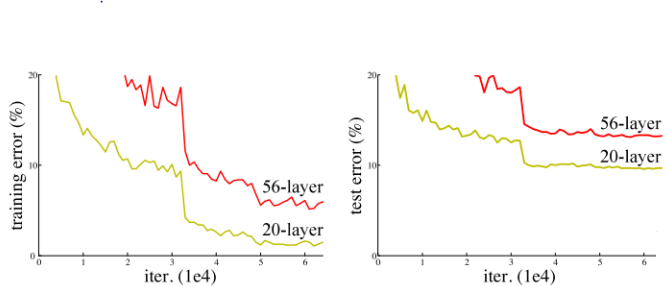 20
10
0
0 1 2 3 4 5 6
training error (%)
iter. (1e4)
56-layer
20-layer
20
10
0
0 1 2 3 4 5 6
test error (%)
iter. (1e4)
56-layer
20-layer